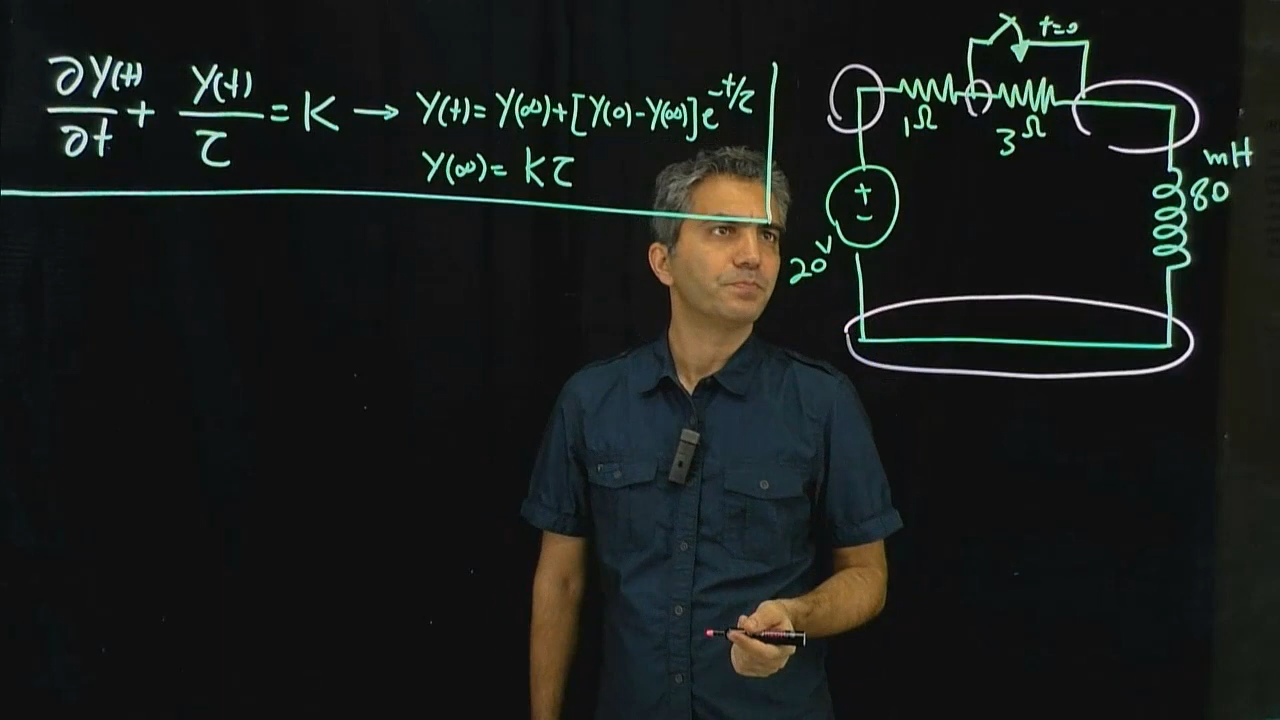 ∂Y(t)/∂t + Y(t)/τ = K → Y(t) = Y(∞) + [Y(0) - Y(∞)] e^{-t/τ}
Y(∞) = Kτ
t=0
1Ω
3Ω
mH
80
+
-
20V